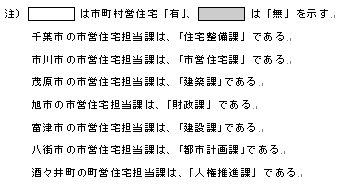 注） は市町村営住宅「有」、 は「無」を示す。
千葉市の市営住宅担当課は、「住宅整備課」である。
市川市の市営住宅担当課は、「市営住宅課」である。
茂原市の市営住宅担当課は、「建築課」である。
旭市の市営住宅担当課は、「財政課」である。
富津市の市営住宅担当課は、「建設課」である。
八街市の市営住宅担当課は、「都市計画課」である。
酒々井町の町営住宅担当課は、「人権推進課」である。